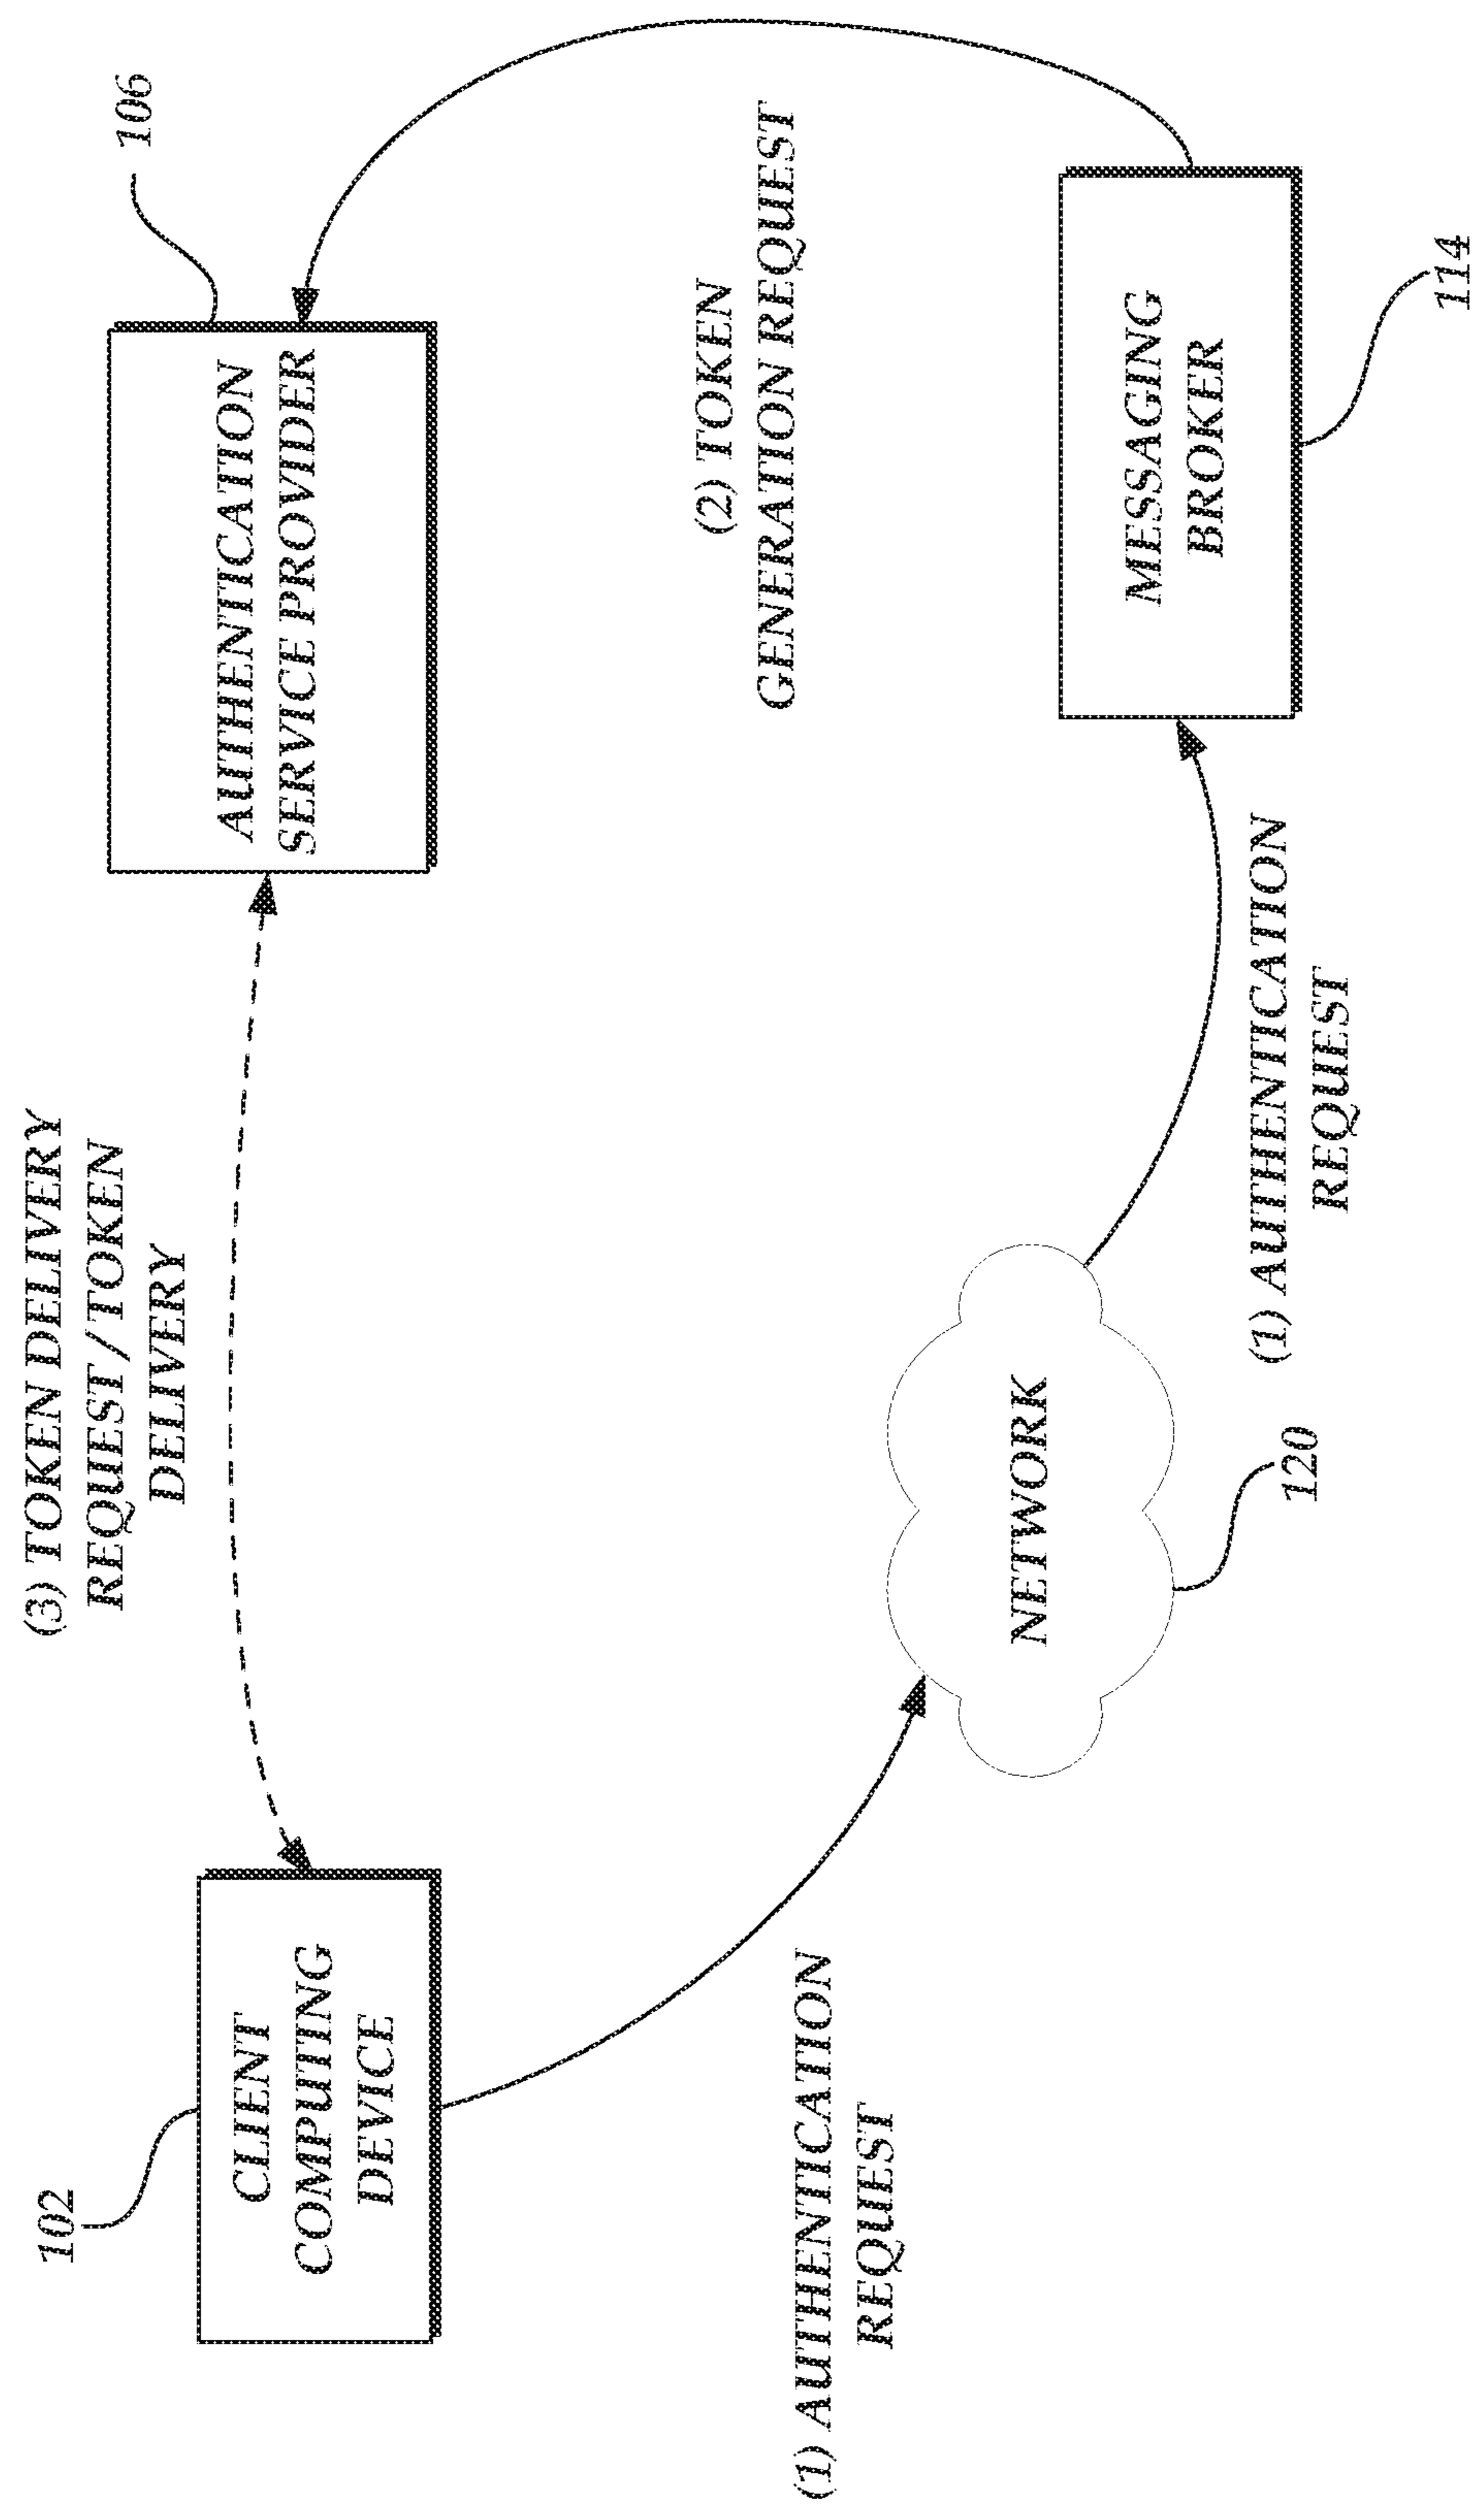 (3) TOKEN DELIVERY
REQUEST / TOKEN
DELIVERY
102
CLIENT
COMPUTING
DEVICE
106
AUTHENTICATION
SERVICE PROVIDER
(2) TOKEN
GENERATION REQUEST
(1) AUTHENTICATION
REQUEST
NETWORK
120
(1) AUTHENTICATION
REQUEST
MESSAGING
BROKER
114